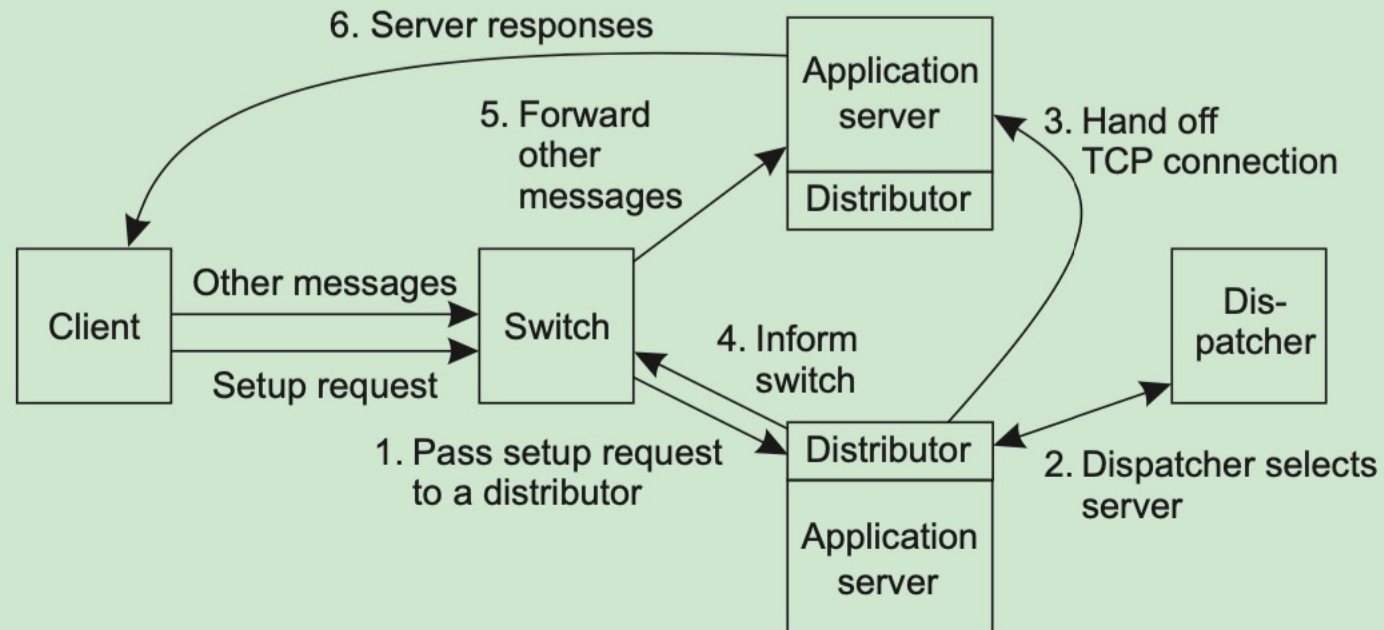 6. Server responses
Application
server
Distributor
5. Forward
other
messages
3. Hand off
TCP connection
Client
Other messages
Setup request
Switch
4. Inform
switch
Dis-
patcher
1. Pass setup request
to a distributor
Distributor
Application
server
2. Dispatcher selects
server